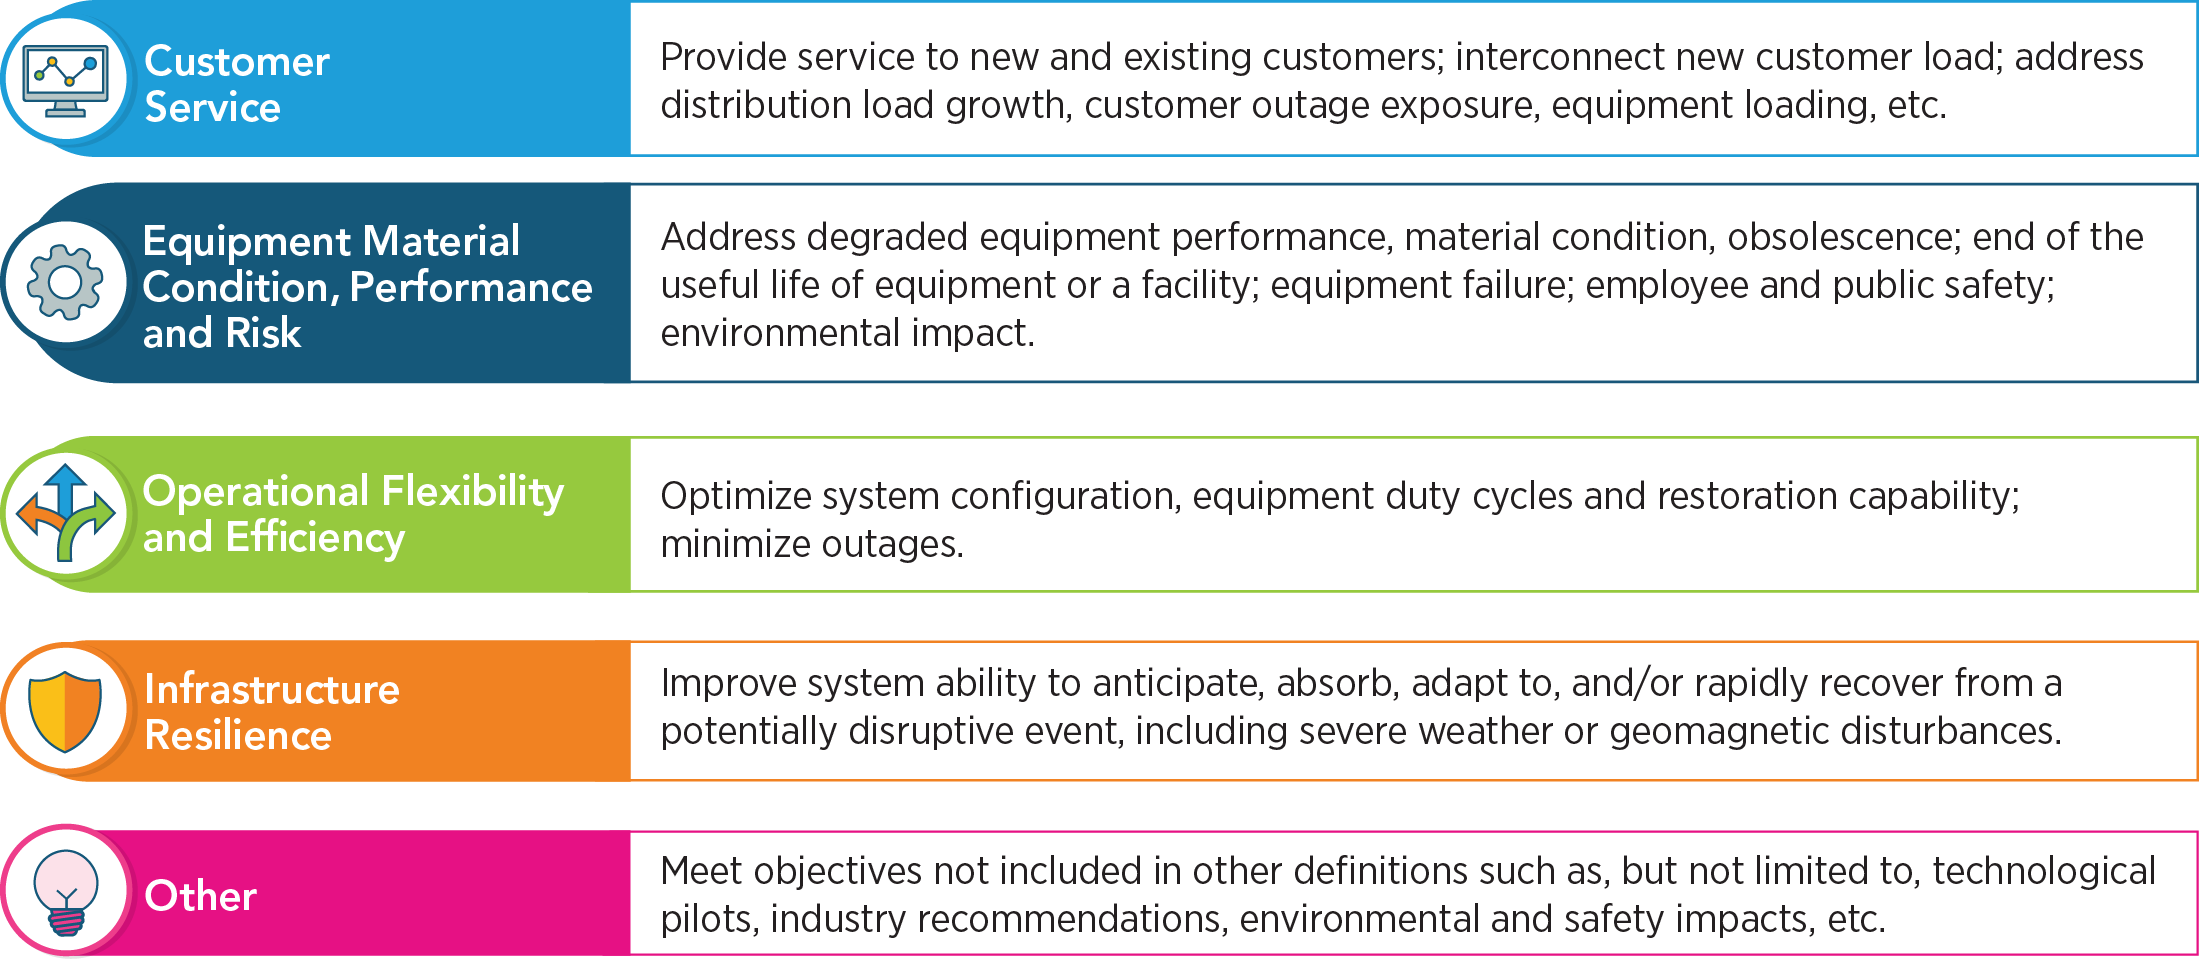 Customer
Service
Provide service to new and existing customers; interconnect new customer load; address
distribution load growth, customer outage exposure, equipment loading, etc.
Equipment Material
Condition, Performance
and Risk
Address degraded equipment performance, material condition, obsolescence; end of the
useful life of equipment or a facility; equipment failure; employee and public safety;
environmental impact.
Operational Flexibility
and Efficiency
Optimize system configuration, equipment duty cycles and restoration capability;
minimize outages.
Infrastructure
Resilience
Improve system ability to anticipate, absorb, adapt to, and/or rapidly recover from a
potentially disruptive event, including severe weather or geomagnetic disturbances.
Other
Meet objectives not included in other definitions such as, but not limited to, technological
pilots, industry recommendations, environmental and safety impacts, etc.